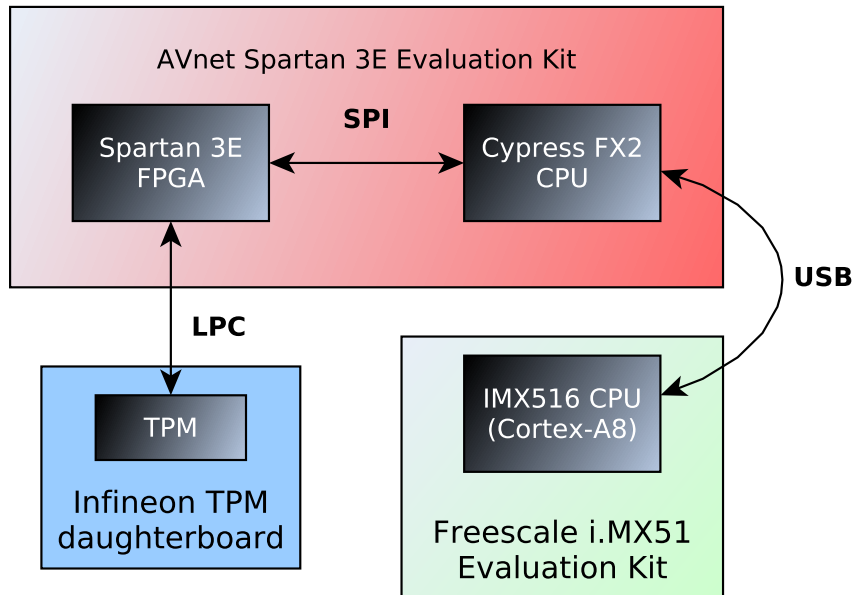 AVnet Spartan 3E Evaluation Kit
Spartan 3E
FPGA
SPI
Cypress FX2
CPU
USB
LPC
TPM
Infineon TPM
daughterboard
IMX516 CPU
(Cortex-A8)
Freescale i.MX51
Evaluation Kit